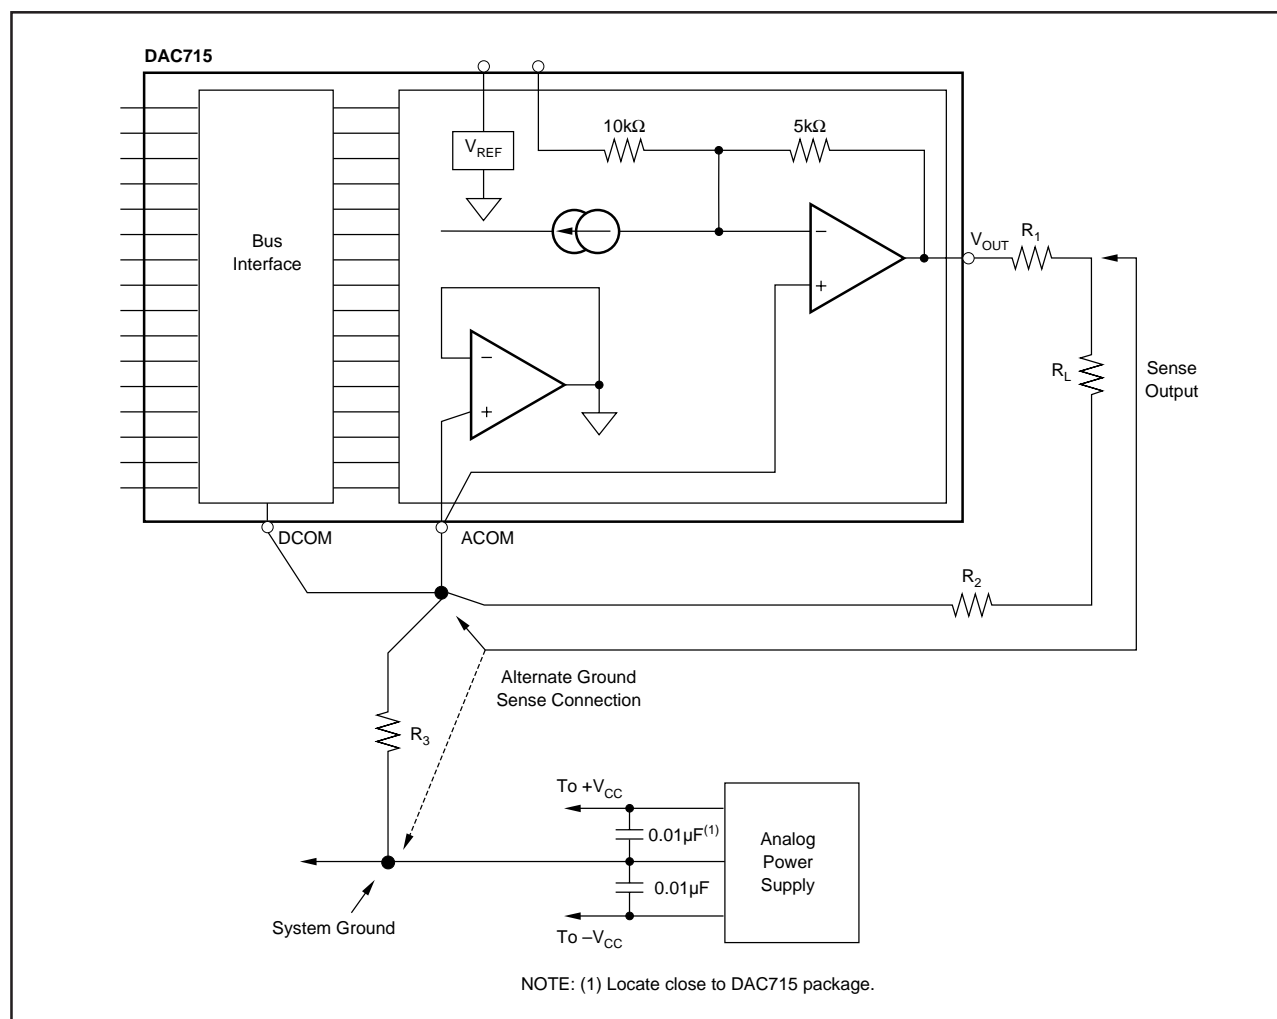 DAC715
10kΩ
5kΩ
V_REF
Bus
Interface
−
+
V_OUT
R_1
−
+
R_L
Sense
Output
DCOM
ACOM
R_2
Alternate Ground
Sense Connection
R_3
To +V_CC
0.01µF(1)
Analog
Power
Supply
0.01µF
System Ground
To –V_CC
NOTE: (1) Locate close to DAC715 package.